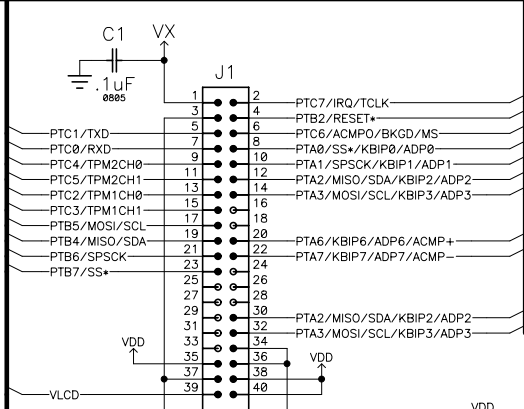 C1 VX
.1uF
0805
J1
1 2 PTC7/IRQ/TCLK
3 4 PTB2/RESET*
PTC1/TXD 5 6 PTC6/ACMPO/BKGD/MS
PTC0/RXD 7 8 PTA0/SS*/KBIP0/ADP0
PTC4/TPM2CH0 9 10 PTA1/SPSCK/KBIP1/ADP1
PTC5/TPM2CH1 11 12 PTA2/MISO/SDA/KBIP2/ADP2
PTC2/TPM1CH0 13 14 PTA3/MOSI/SCL/KBIP3/ADP3
PTC3/TPM1CH1 15 16
PTB5/MOSI/SCL 17 18
PTB4/MISO/SDA 19 20 PTA6/KBIP6/ADP6/ACMP+
PTB6/SPSCK 21 22 PTA7/KBIP7/ADP7/ACMP-
PTB7/SS* 23 24
25 26
27 28
29 30 PTA2/MISO/SDA/KBIP2/ADP2
31 32 PTA3/MOSI/SCL/KBIP3/ADP3
VDD 33 34
35 36 VDD
37 38
VLCD 39 40
VDD